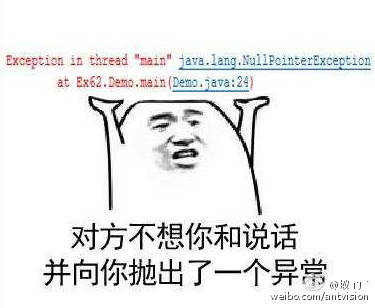 Exception in thread "main" java.lang.NullPointerException
at Ex62.Demo.main(Demo.java:24)
对方不想你和说话
并向你抛出了一个异常
weibo.com/antvision